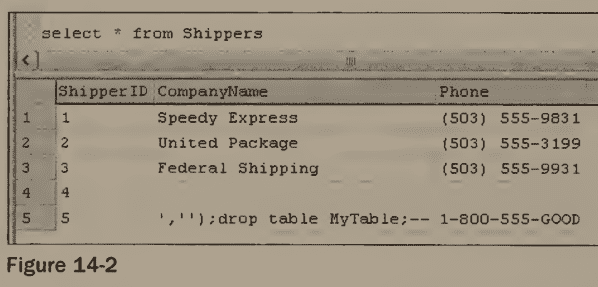 select * from Shippers
ShipperID CompanyName Phone
1 1 Speedy Express (503) 555-9831
2 2 United Package (503) 555-3199
3 3 Federal Shipping (503) 555-9931
4 4
5 5 ','');drop table MyTable;-- 1-800-555-GOOD
Figure 14-2